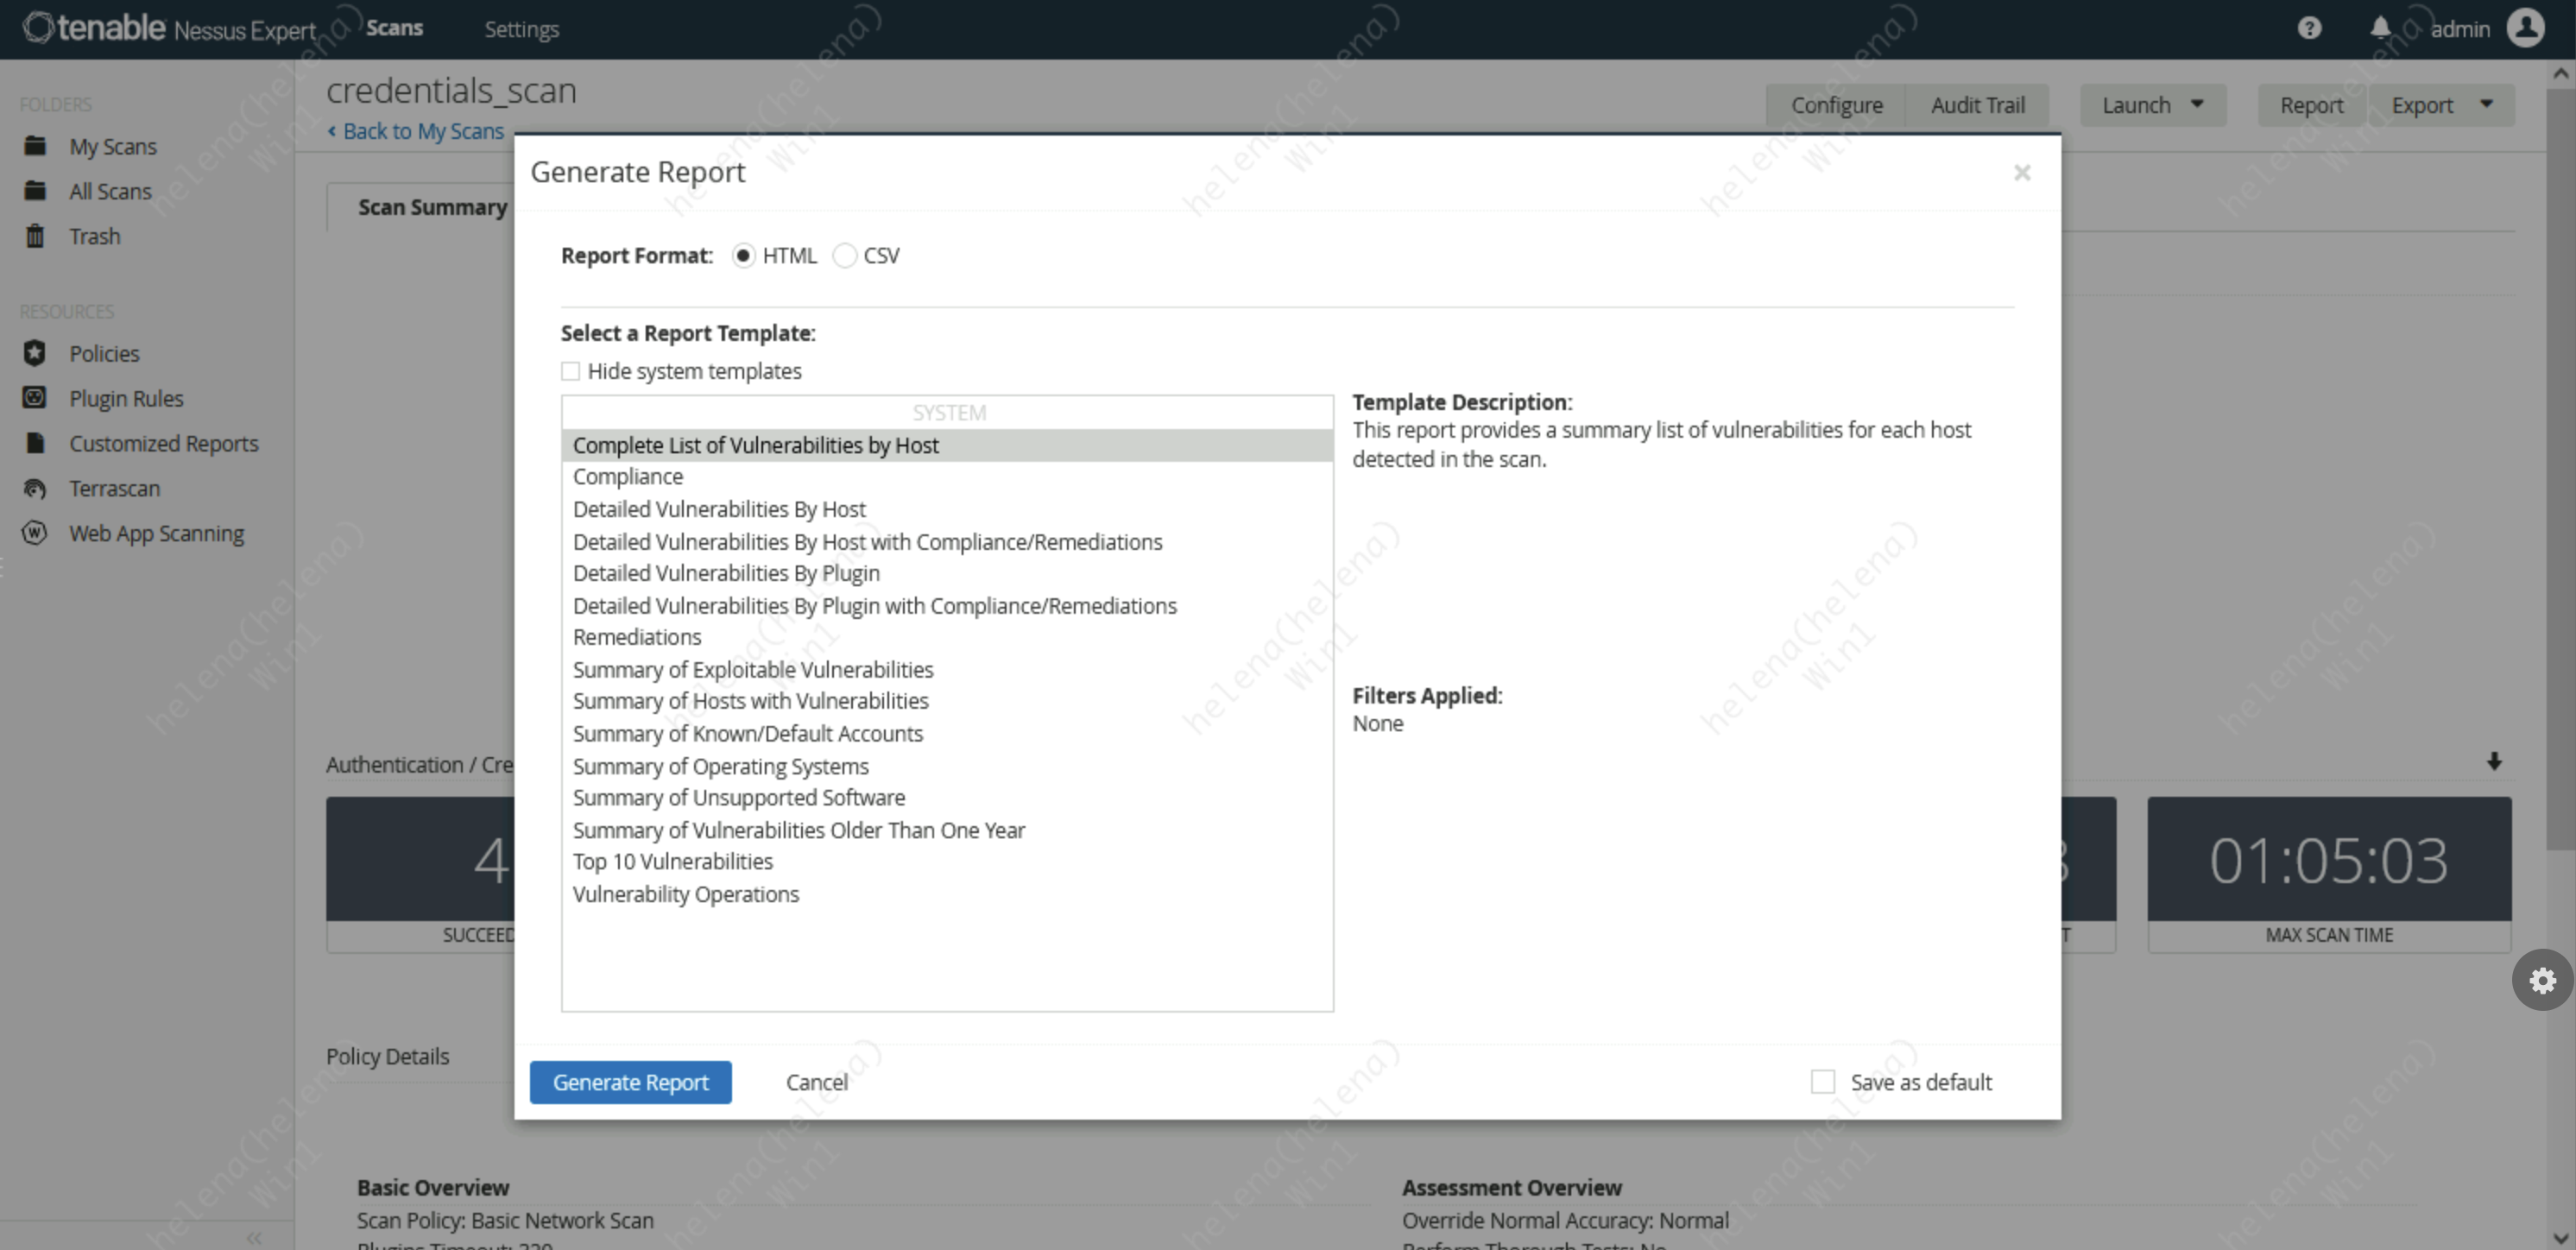 tenable Nessus Expert Scans Settings admin
FOLDERS
My Scans
All Scans
Trash
RESOURCES
Policies
Plugin Rules
Customized Reports
Terrascan
Web App Scanning
credentials_scan
Back to My Scans
Configure Audit Trail Launch Report Export
Scan Summary
Generate Report
Report Format: HTML CSV
Select a Report Template:
Hide system templates
SYSTEM
Complete List of Vulnerabilities by Host
Compliance
Detailed Vulnerabilities By Host
Detailed Vulnerabilities By Host with Compliance/Remediations
Detailed Vulnerabilities By Plugin
Detailed Vulnerabilities By Plugin with Compliance/Remediations
Remediations
Summary of Exploitable Vulnerabilities
Summary of Hosts with Vulnerabilities
Summary of Known/Default Accounts
Summary of Operating Systems
Summary of Unsupported Software
Summary of Vulnerabilities Older Than One Year
Top 10 Vulnerabilities
Vulnerability Operations
Template Description:
This report provides a summary list of vulnerabilities for each host
detected in the scan.
Filters Applied:
None
Generate Report Cancel Save as default
Authentication / Cre
4
SUCCEED
T
01:05:03
MAX SCAN TIME
Policy Details
Basic Overview
Scan Policy: Basic Network Scan
Plugins Timeout: 320
Assessment Overview
Override Normal Accuracy: Normal
Perform Thorough Tests: No
helena(helena)
Win1